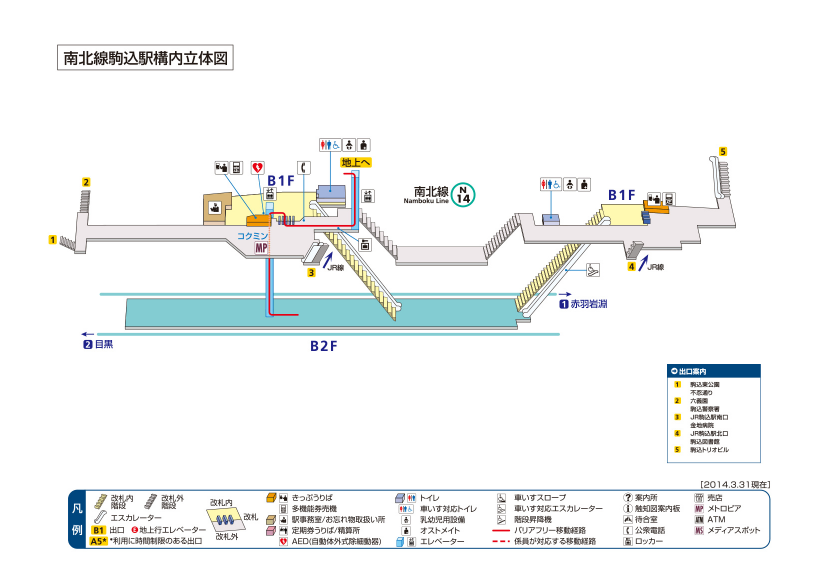 南北線駒込駅構内立体図
地上へ
B1F
南北線
Namboku Line
N
14
B1F
5
2
1
コクミン
MP
3
JR線
4
JR線
1 赤羽岩淵
2 目黒
B2F
出口案内
1 駒込東公園
不忍通り
2 六義園
駒込警察署
3 JR駒込駅南口
金地病院
4 JR駒込駅北口
駒込図書館
5 駒込トリオビル
[2014.3.31現在]
凡例
改札内階段
改札外階段
エスカレーター
B1 出口 E 地上行エレベーター
A5* *利用に時間制限のある出口
改札内
改札
改札外
きっぷうりば
多機能券売機
駅事務室/お忘れ物取扱い所
定期券うりば/精算所
AED(自動体外式除細動器)
トイレ
車いす対応トイレ
乳幼児用設備
オストメイト
エレベーター
車いすスロープ
車いす対応エスカレーター
階段昇降機
バリアフリー移動経路
係員が対応する移動経路
? 案内所
i 触知図案内板
待合室
公衆電話
ロッカー
売店
MP メトロピア
ATM ATM
MS メディアスポット